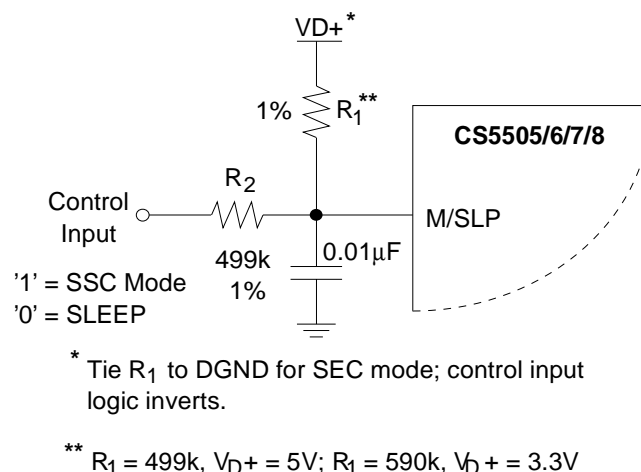 VD+*
1% R1**
CS5505/6/7/8
R2
Control
Input
M/SLP
499k
1%
0.01μF
'1' = SSC Mode
'0' = SLEEP
* Tie R1 to DGND for SEC mode; control input
logic inverts.
** R1 = 499k, VD+ = 5V; R1 = 590k, VD+ = 3.3V